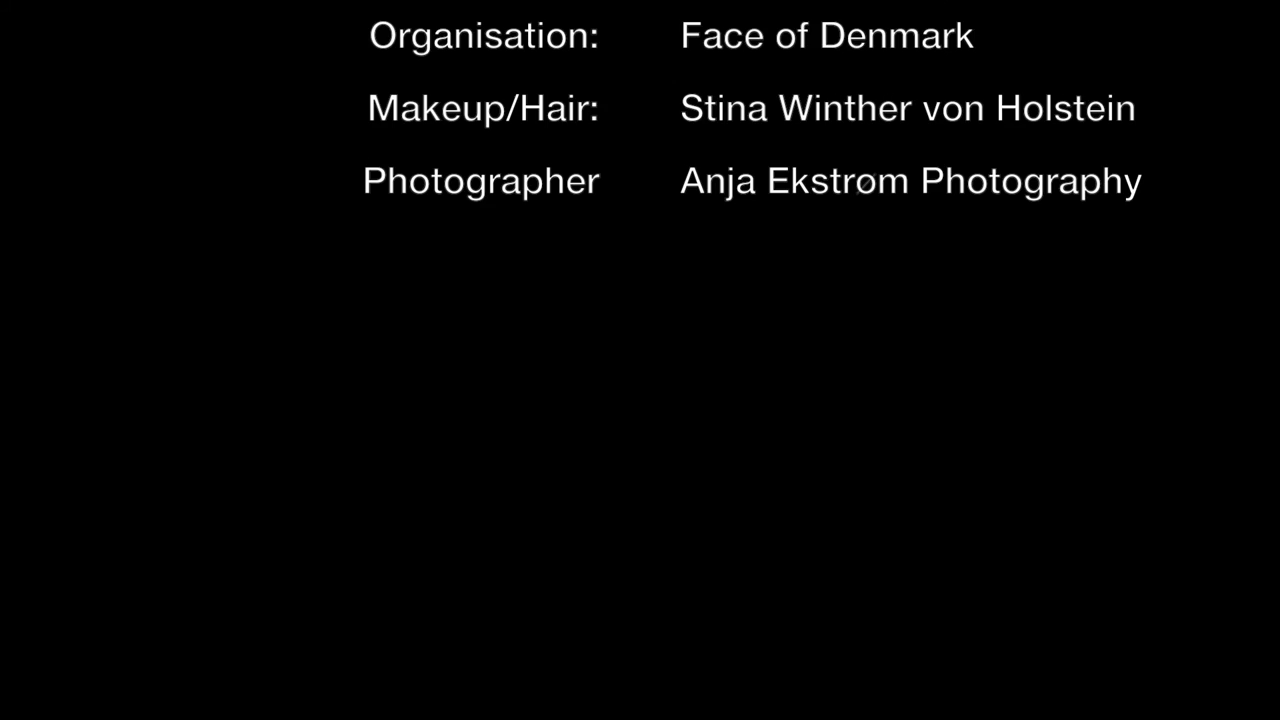 Organisation: Face of Denmark
Makeup/Hair: Stina Winther von Holstein
Photographer Anja Ekstrøm Photography